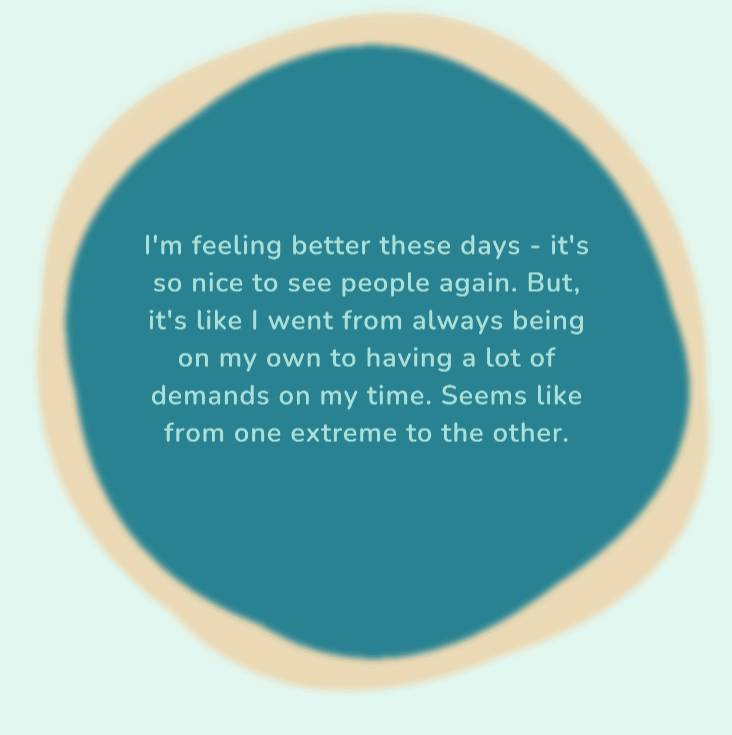 I'm feeling better these days - it's
so nice to see people again. But,
it's like I went from always being
on my own to having a lot of
demands on my time. Seems like
from one extreme to the other.